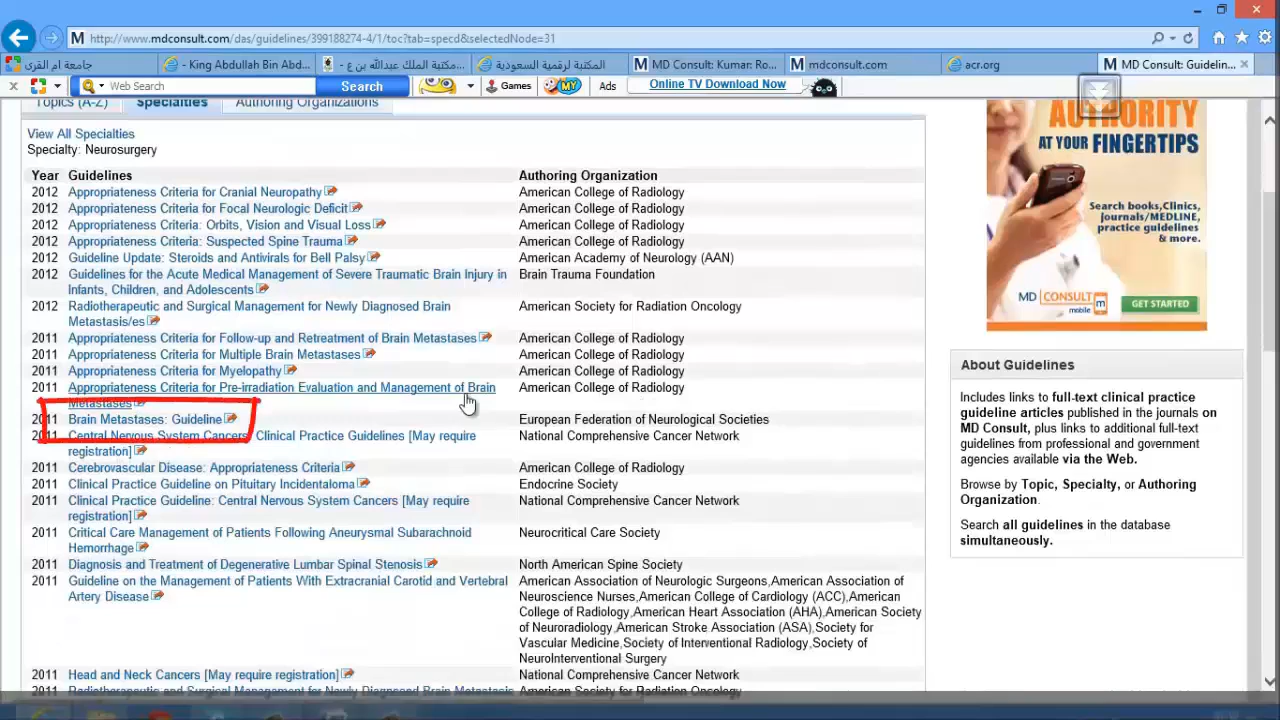 http://www.mdconsult.com/das/guidelines/399188274-4/1/toc?tab=specd&selectedNode=31
جامعة ام القرى
- King Abdullah Bin Abd...
...مكتبة الملك عبدالله بن ع -
المكتبة الرقمية السعودية
MD Consult: Kumar: Ro...
mdconsult.com
acr.org
MD Consult: Guidelin...
Web Search
Search
Games
MY
Ads
Online TV Download Now
Topics (A-Z)
Specialties
Authoring Organizations
View All Specialties
Specialty: Neurosurgery
Year Guidelines Authoring Organization
2012 Appropriateness Criteria for Cranial Neuropathy American College of Radiology
2012 Appropriateness Criteria for Focal Neurologic Deficit American College of Radiology
2012 Appropriateness Criteria: Orbits, Vision and Visual Loss American College of Radiology
2012 Appropriateness Criteria: Suspected Spine Trauma American College of Radiology
2012 Guideline Update: Steroids and Antivirals for Bell Palsy American Academy of Neurology (AAN)
2012 Guidelines for the Acute Medical Management of Severe Traumatic Brain Injury in Brain Trauma Foundation
Infants, Children, and Adolescents
2012 Radiotherapeutic and Surgical Management for Newly Diagnosed Brain American Society for Radiation Oncology
Metastasis/es
2011 Appropriateness Criteria for Follow-up and Retreatment of Brain Metastases American College of Radiology
2011 Appropriateness Criteria for Multiple Brain Metastases American College of Radiology
2011 Appropriateness Criteria for Myelopathy American College of Radiology
2011 Appropriateness Criteria for Pre-irradiation Evaluation and Management of Brain American College of Radiology
Metastases
2011 Brain Metastases: Guideline European Federation of Neurological Societies
2011 Central Nervous System Cancers: Clinical Practice Guidelines [May require National Comprehensive Cancer Network
registration]
2011 Cerebrovascular Disease: Appropriateness Criteria American College of Radiology
2011 Clinical Practice Guideline on Pituitary Incidentaloma Endocrine Society
2011 Clinical Practice Guideline: Central Nervous System Cancers [May require National Comprehensive Cancer Network
registration]
2011 Critical Care Management of Patients Following Aneurysmal Subarachnoid Neurocritical Care Society
Hemorrhage
2011 Diagnosis and Treatment of Degenerative Lumbar Spinal Stenosis North American Spine Society
2011 Guideline on the Management of Patients With Extracranial Carotid and Vertebral American Association of Neurologic Surgeons,American Association of
Artery Disease Neuroscience Nurses,American College of Cardiology (ACC),American
College of Radiology,American Heart Association (AHA),American Society
of Neuroradiology,American Stroke Association (ASA),Society for
Vascular Medicine,Society of Interventional Radiology,Society of
NeuroInterventional Surgery
2011 Head and Neck Cancers [May require registration] National Comprehensive Cancer Network
2011 Radiotherapeutic and Surgical Management for Newly Diagnosed Brain Metastasis American Society for Radiation Oncology
AUTHORITY
AT YOUR FINGERTIPS
Search books,Clinics,
journals/MEDLINE,
practice guidelines
& more.
MD CONSULT m
mobile
GET STARTED
About Guidelines
Includes links to full-text clinical practice
guideline articles published in the journals on
MD Consult, plus links to additional full-text
guidelines from professional and government
agencies available via the Web.
Browse by Topic, Specialty, or Authoring
Organization.
Search all guidelines in the database
simultaneously.